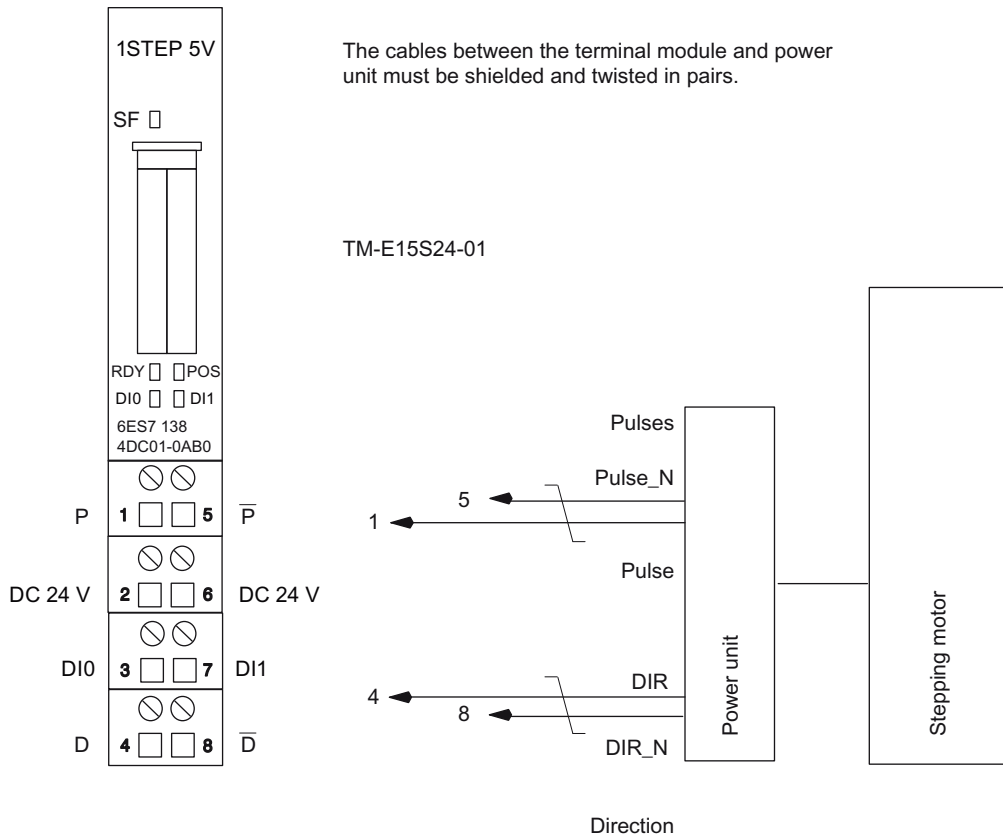 1STEP 5V
The cables between the terminal module and power
unit must be shielded and twisted in pairs.
SF
TM-E15S24-01
RDY POS
DI0 DI1
6ES7 138
4DC01-0AB0
P 1 5 P̅
DC 24 V 2 6 DC 24 V
DI0 3 7 DI1
D 4 8 D̅
Pulses
Pulse_N
5
1
Pulse
DIR
4
8
DIR_N
Direction
Power unit
Stepping motor